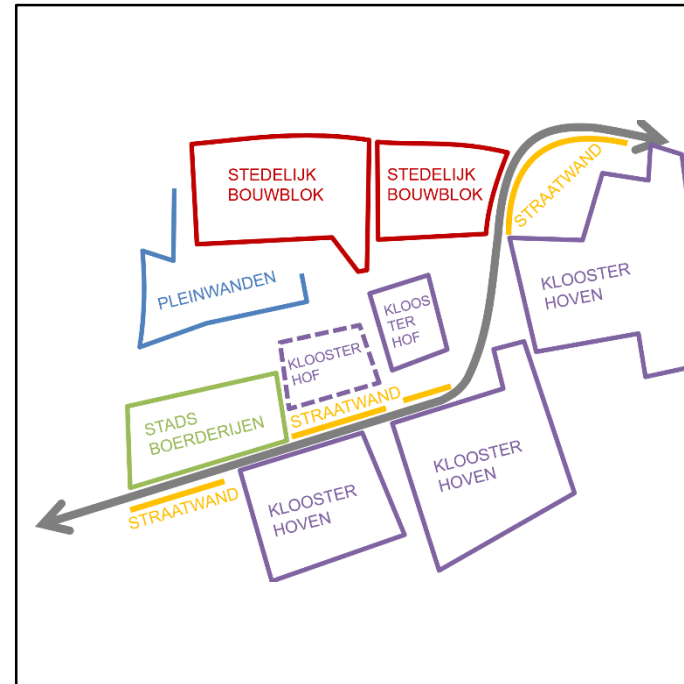 STEDELIJK
BOUWBLOK
STEDELIJK
BOUWBLOK
STRAATWAND
PLEINWANDEN
KLOOSTER
HOVEN
KLOOS
TER
HOF
KLOOSTER
HOF
STRAATWAND
STADS
BOERDERIJEN
KLOOSTER
HOVEN
KLOOSTER
HOVEN
STRAATWAND